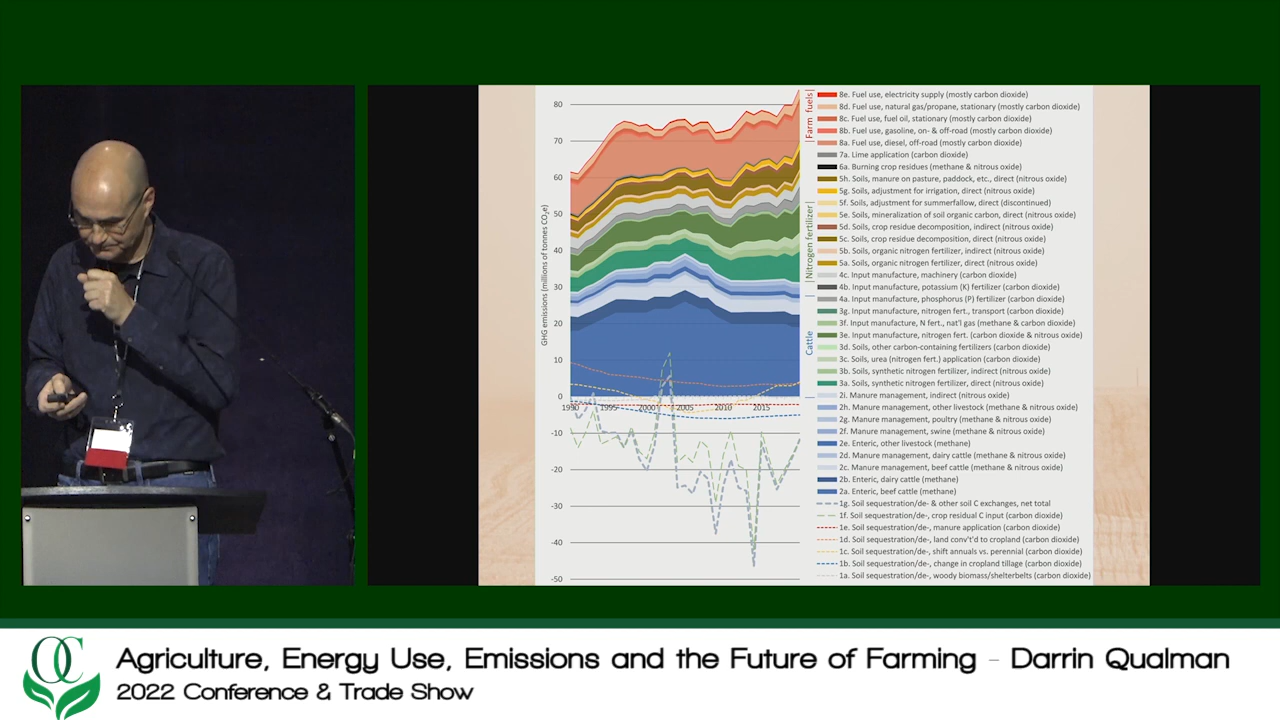 80
70
60
50
40
30
20
10
0
-10
-20
-30
-40
-50
GHG emissions (millions of tonnes CO₂e)
1990
1995
2000
2005
2010
2015
Farm fuels
Nitrogen fertilizer
Cattle
8e. Fuel use, electricity supply (mostly carbon dioxide)
8d. Fuel use, natural gas/propane, stationary (mostly carbon dioxide)
8c. Fuel use, fuel oil, stationary (mostly carbon dioxide)
8b. Fuel use, gasoline, on- & off-road (mostly carbon dioxide)
8a. Fuel use, diesel, off-road (mostly carbon dioxide)
7a. Lime application (carbon dioxide)
6a. Burning crop residues (methane & nitrous oxide)
5h. Soils, manure on pasture, paddock, etc., direct (nitrous oxide)
5g. Soils, adjustment for irrigation, direct (nitrous oxide)
5f. Soils, adjustment for summerfallow, direct (discontinued)
5e. Soils, mineralization of soil organic carbon, direct (nitrous oxide)
5d. Soils, crop residue decomposition, indirect (nitrous oxide)
5c. Soils, crop residue decomposition, direct (nitrous oxide)
5b. Soils, organic nitrogen fertilizer, indirect (nitrous oxide)
5a. Soils, organic nitrogen fertilizer, direct (nitrous oxide)
4c. Input manufacture, machinery (carbon dioxide)
4b. Input manufacture, potassium (K) fertilizer (carbon dioxide)
4a. Input manufacture, phosphorus (P) fertilizer (carbon dioxide)
3g. Input manufacture, nitrogen fert., transport (carbon dioxide)
3f. Input manufacture, N fert., nat'l gas (methane & carbon dioxide)
3e. Input manufacture, nitrogen fert. (carbon dioxide & nitrous oxide)
3d. Soils, other carbon-containing fertilizers (carbon dioxide)
3c. Soils, urea (nitrogen fert.) application (carbon dioxide)
3b. Soils, synthetic nitrogen fertilizer, indirect (nitrous oxide)
3a. Soils, synthetic nitrogen fertilizer, direct (nitrous oxide)
2i. Manure management, indirect (nitrous oxide)
2h. Manure management, other livestock (methane & nitrous oxide)
2g. Manure management, poultry (methane & nitrous oxide)
2f. Manure management, swine (methane & nitrous oxide)
2e. Enteric, other livestock (methane)
2d. Manure management, dairy cattle (methane & nitrous oxide)
2c. Manure management, beef cattle (methane & nitrous oxide)
2b. Enteric, dairy cattle (methane)
2a. Enteric, beef cattle (methane)
1g. Soil sequestration/de- & other soil C exchanges, net total
1f. Soil sequestration/de-, crop residual C input (carbon dioxide)
1e. Soil sequestration/de-, manure application (carbon dioxide)
1d. Soil sequestration/de-, land conv't'd to cropland (carbon dioxide)
1c. Soil sequestration/de-, shift annuals vs. perennial (carbon dioxide)
1b. Soil sequestration/de-, change in cropland tillage (carbon dioxide)
1a. Soil sequestration/de-, woody biomass/shelterbelts (carbon dioxide)
OC
Agriculture, Energy Use, Emissions and the Future of Farming - Darrin Qualman
2022 Conference & Trade Show